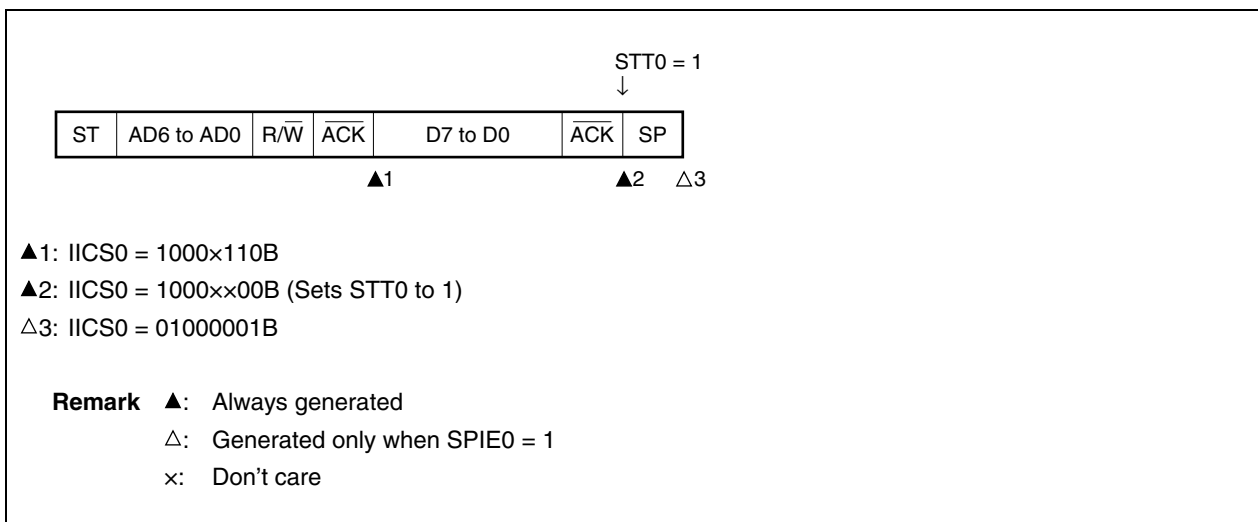 STT0 = 1
↓
ST AD6 to AD0 R/W̅ A̅C̅K̅ D7 to D0 A̅C̅K̅ SP
▲1 ▲2 △3
▲1: IICS0 = 1000×110B
▲2: IICS0 = 1000××00B (Sets STT0 to 1)
△3: IICS0 = 01000001B
Remark ▲: Always generated
△: Generated only when SPIE0 = 1
×: Don't care